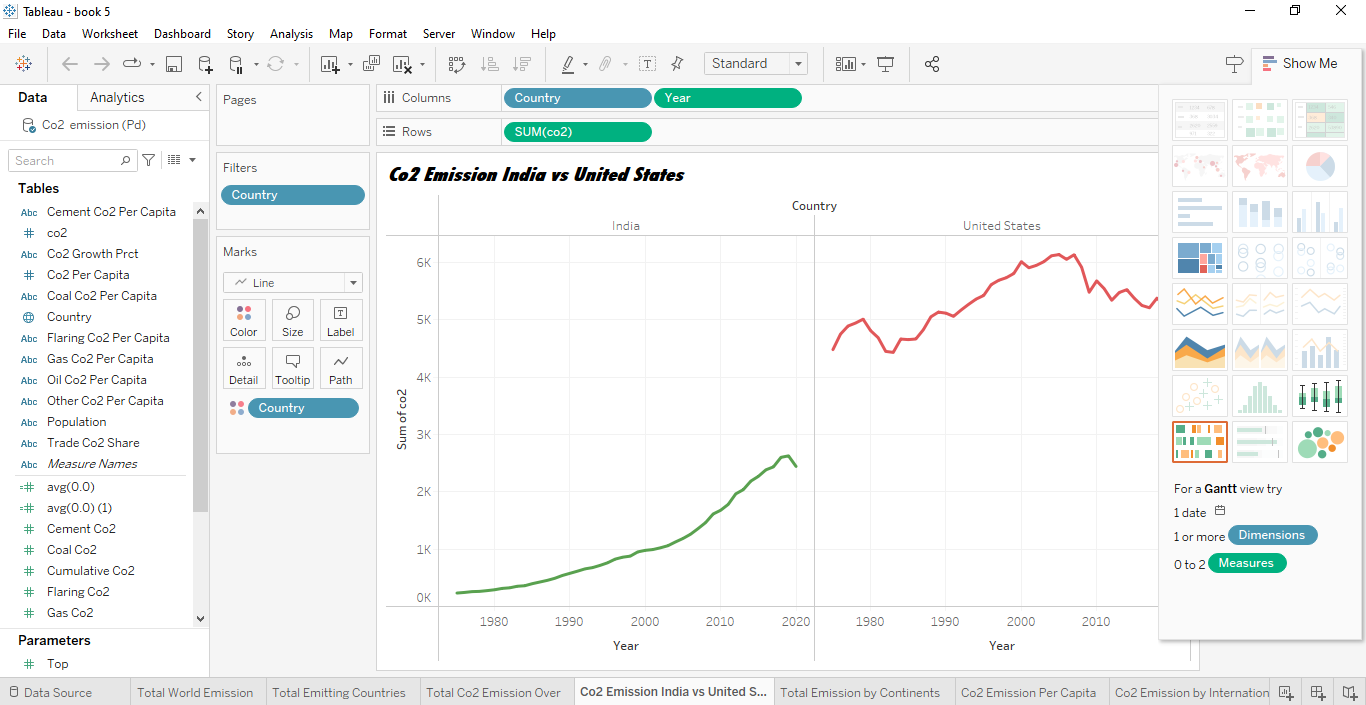 Tableau - book 5
File Data Worksheet Dashboard Story Analysis Map Format Server Window Help
Standard
Show Me
Data Analytics
Co2 emission (Pd)
Search
Tables
Abc Cement Co2 Per Capita
# co2
Abc Co2 Growth Prct
# Co2 Per Capita
Abc Coal Co2 Per Capita
Country
Abc Flaring Co2 Per Capita
Abc Gas Co2 Per Capita
Abc Oil Co2 Per Capita
Abc Other Co2 Per Capita
Abc Population
Abc Trade Co2 Share
Abc Measure Names
=# avg(0.0)
=# avg(0.0) (1)
# Cement Co2
# Coal Co2
# Cumulative Co2
# Flaring Co2
# Gas Co2
Parameters
# Top
Pages
Filters
Country
Marks
Line
Color Size Label
Detail Tooltip Path
Country
Columns Country Year
Rows SUM(co2)
Co2 Emission India vs United States
Country
India United States
6K
5K
4K
3K
2K
1K
0K
Sum of co2
1980 1990 2000 2010 2020 1980 1990 2000 2010
Year Year
For a Gantt view try
1 date
1 or more Dimensions
0 to 2 Measures
Data Source Total World Emission Total Emitting Countries Total Co2 Emission Over Co2 Emission India vs United S... Total Emission by Continents Co2 Emission Per Capita Co2 Emission by Internation